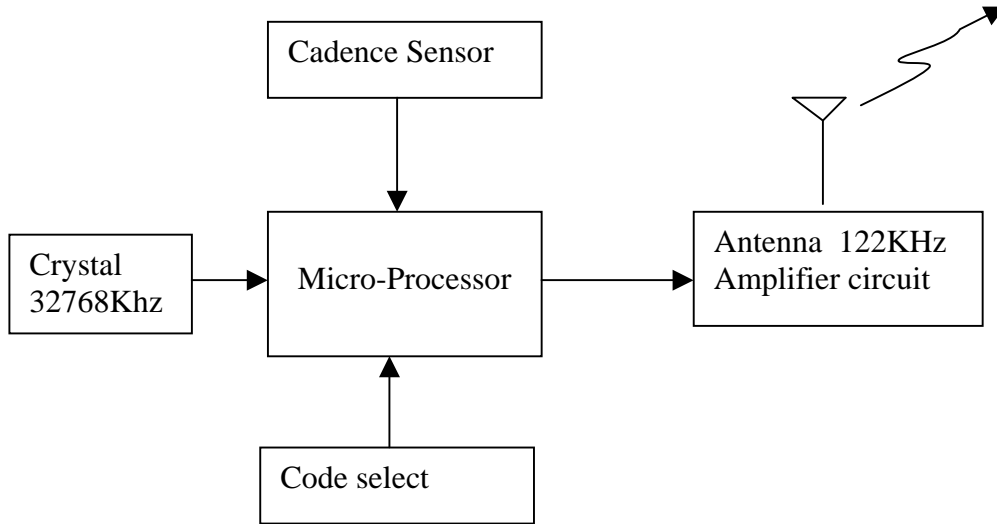 Cadence Sensor
Crystal
32768Khz
Micro-Processor
Antenna 122KHz
Amplifier circuit
Code select